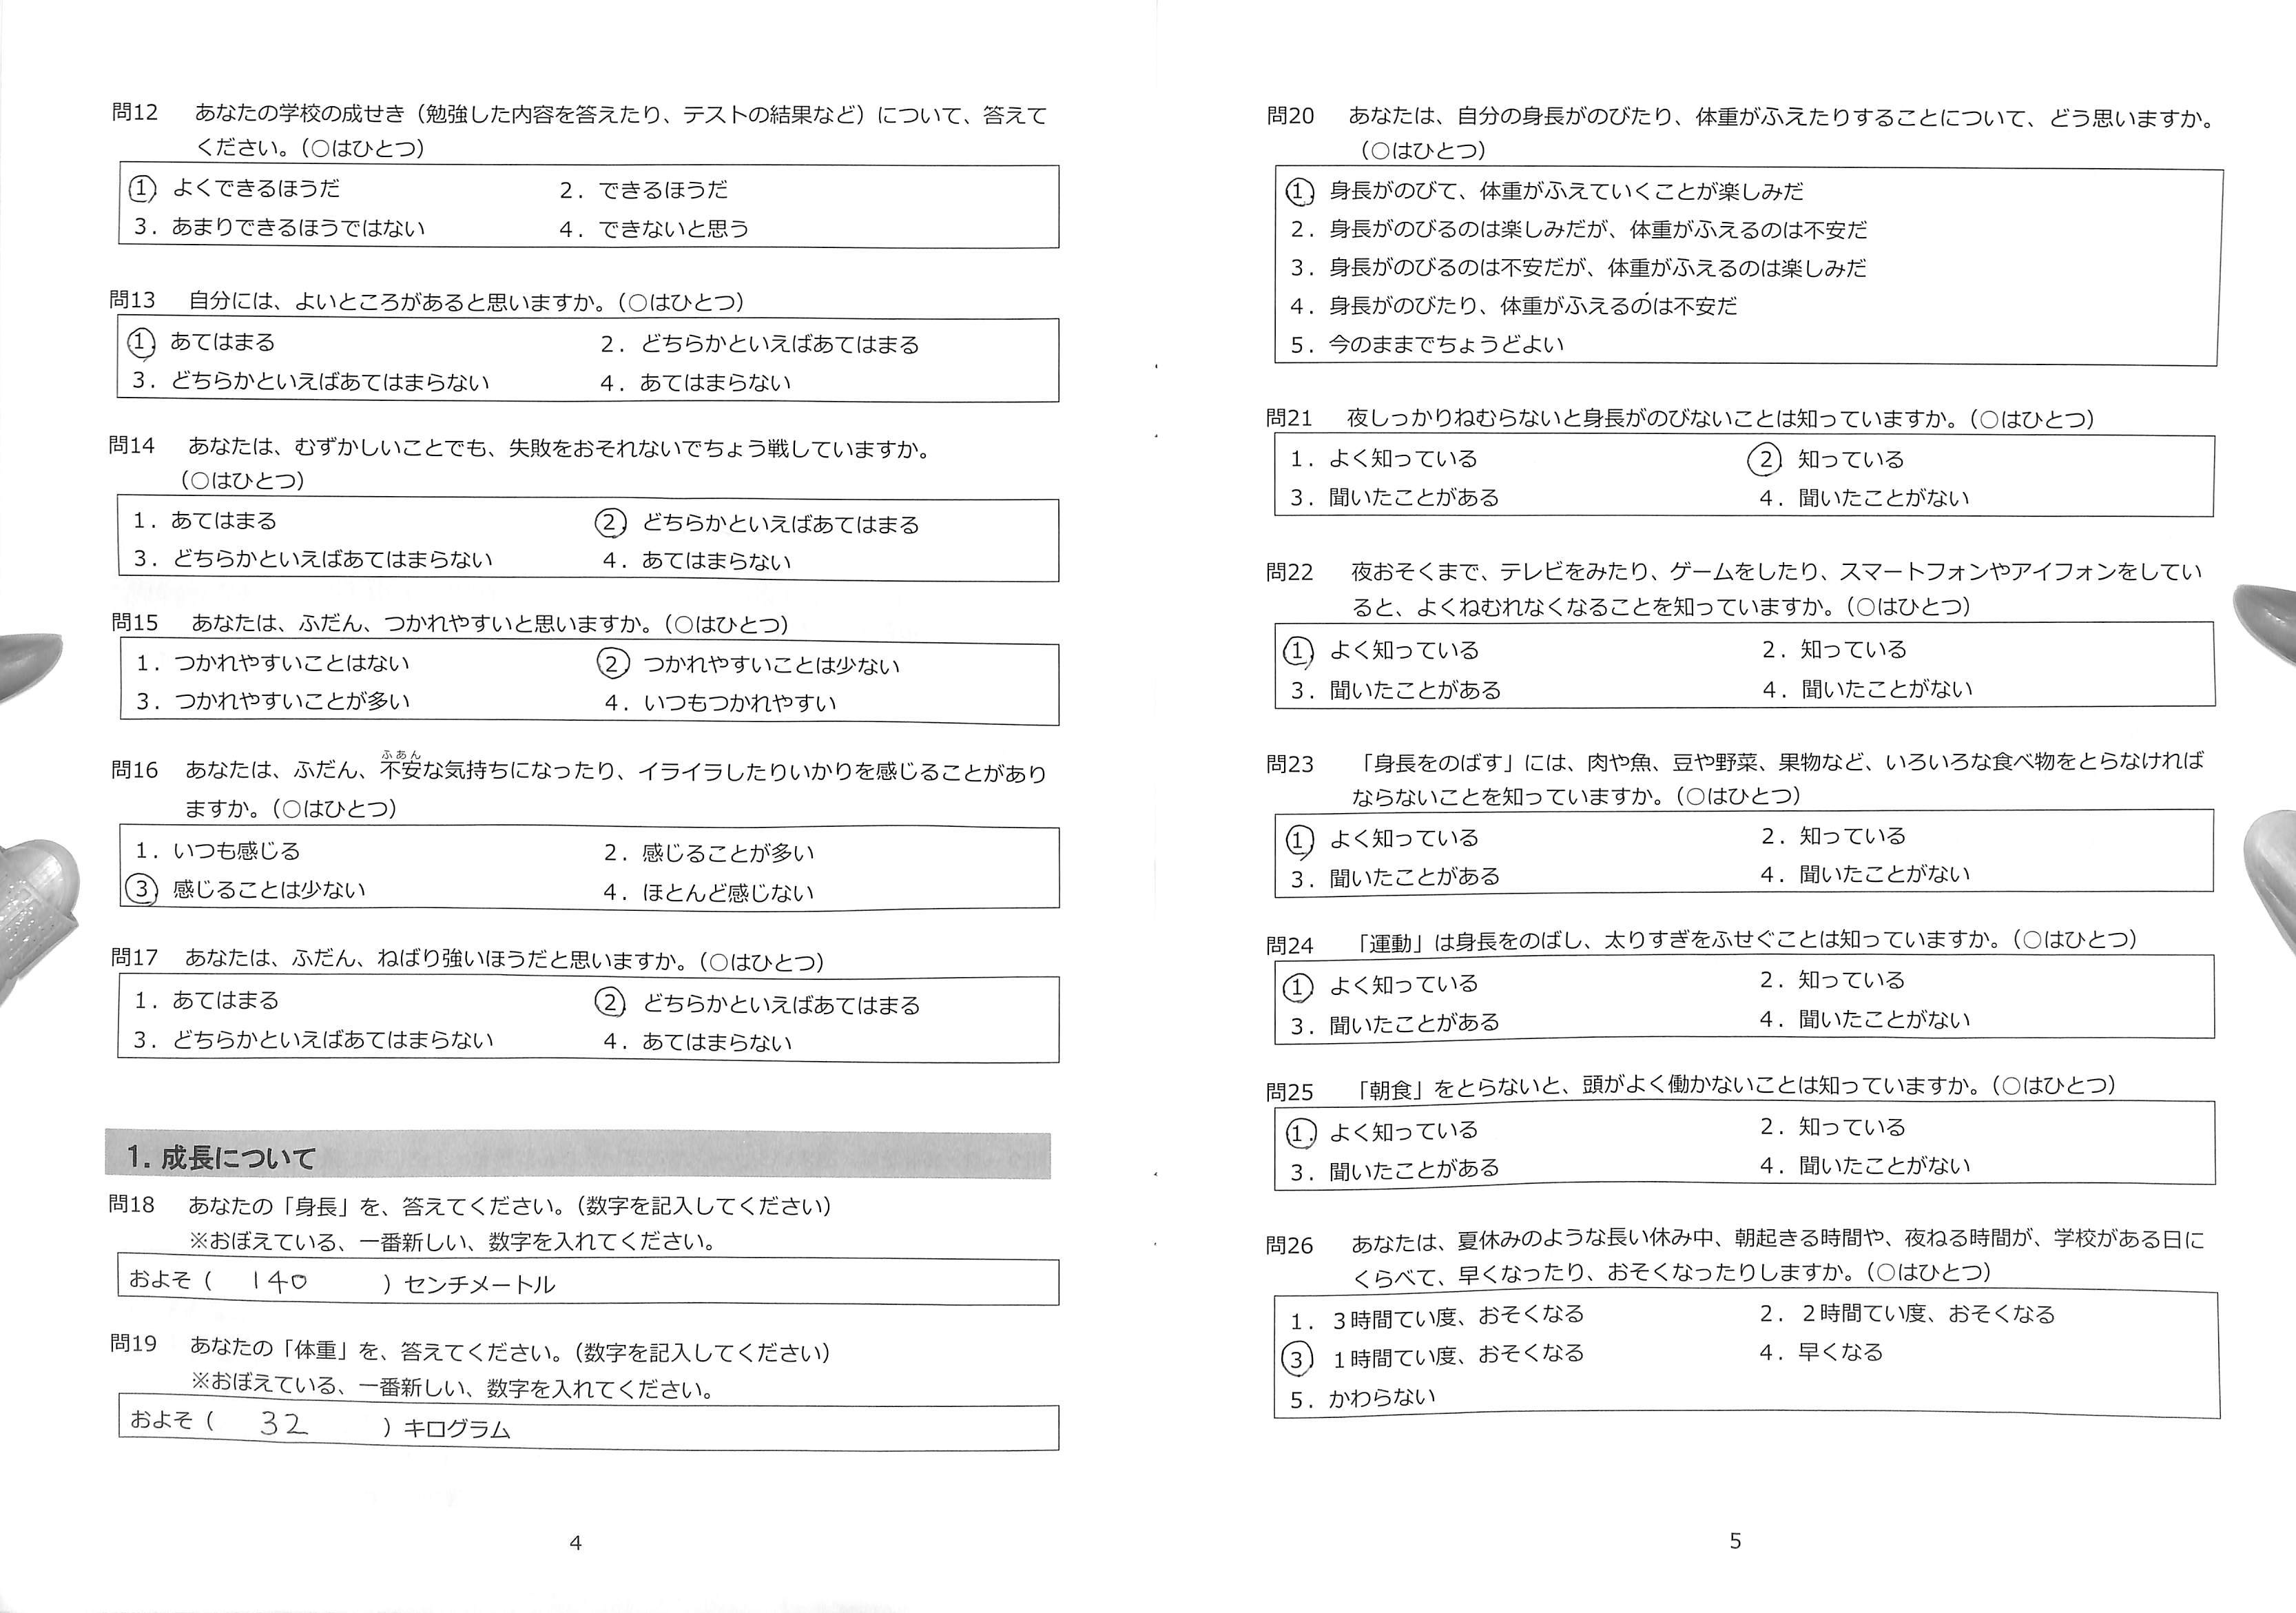 問12 あなたの学校の成せき（勉強した内容を答えたり、テストの結果など）について、答えて
ください。（○はひとつ）
1. よくできるほうだ 2. できるほうだ
3. あまりできるほうではない 4. できないと思う
問13 自分には、よいところがあると思いますか。（○はひとつ）
1. あてはまる 2. どちらかといえばあてはまる
3. どちらかといえばあてはまらない 4. あてはまらない
問14 あなたは、むずかしいことでも、失敗をおそれないでちょう戦していますか。
（○はひとつ）
1. あてはまる 2. どちらかといえばあてはまる
3. どちらかといえばあてはまらない 4. あてはまらない
問15 あなたは、ふだん、つかれやすいと思いますか。（○はひとつ）
1. つかれやすいことはない 2. つかれやすいことは少ない
3. つかれやすいことが多い 4. いつもつかれやすい
ふあん
問16 あなたは、ふだん、不安な気持ちになったり、イライラしたりいかりを感じることがあり
ますか。（○はひとつ）
1. いつも感じる 2. 感じることが多い
3. 感じることは少ない 4. ほとんど感じない
問17 あなたは、ふだん、ねばり強いほうだと思いますか。（○はひとつ）
1. あてはまる 2. どちらかといえばあてはまる
3. どちらかといえばあてはまらない 4. あてはまらない
1. 成長について
問18 あなたの「身長」を、答えてください。（数字を記入してください）
※おぼえている、一番新しい、数字を入れてください。
およそ（ 140 ）センチメートル
問19 あなたの「体重」を、答えてください。（数字を記入してください）
※おぼえている、一番新しい、数字を入れてください。
およそ（ 32 ）キログラム
4
問20 あなたは、自分の身長がのびたり、体重がふえたりすることについて、どう思いますか。
（○はひとつ）
1. 身長がのびて、体重がふえていくことが楽しみだ
2. 身長がのびるのは楽しみだが、体重がふえるのは不安だ
3. 身長がのびるのは不安だが、体重がふえるのは楽しみだ
4. 身長がのびたり、体重がふえるのは不安だ
5. 今のままでちょうどよい
問21 夜しっかりねむらないと身長がのびないことは知っていますか。（○はひとつ）
1. よく知っている 2. 知っている
3. 聞いたことがある 4. 聞いたことがない
問22 夜おそくまで、テレビをみたり、ゲームをしたり、スマートフォンやアイフォンをしてい
ると、よくねむれなくなることを知っていますか。（○はひとつ）
1. よく知っている 2. 知っている
3. 聞いたことがある 4. 聞いたことがない
問23 「身長をのばす」には、肉や魚、豆や野菜、果物など、いろいろな食べ物をとらなければ
ならないことを知っていますか。（○はひとつ）
1. よく知っている 2. 知っている
3. 聞いたことがある 4. 聞いたことがない
問24 「運動」は身長をのばし、太りすぎをふせぐことは知っていますか。（○はひとつ）
1. よく知っている 2. 知っている
3. 聞いたことがある 4. 聞いたことがない
問25 「朝食」をとらないと、頭がよく働かないことは知っていますか。（○はひとつ）
1. よく知っている 2. 知っている
3. 聞いたことがある 4. 聞いたことがない
問26 あなたは、夏休みのような長い休み中、朝起きる時間や、夜ねる時間が、学校がある日に
くらべて、早くなったり、おそくなったりしますか。（○はひとつ）
1. 3時間てい度、おそくなる 2. 2時間てい度、おそくなる
3. 1時間てい度、おそくなる 4. 早くなる
5. かわらない
5